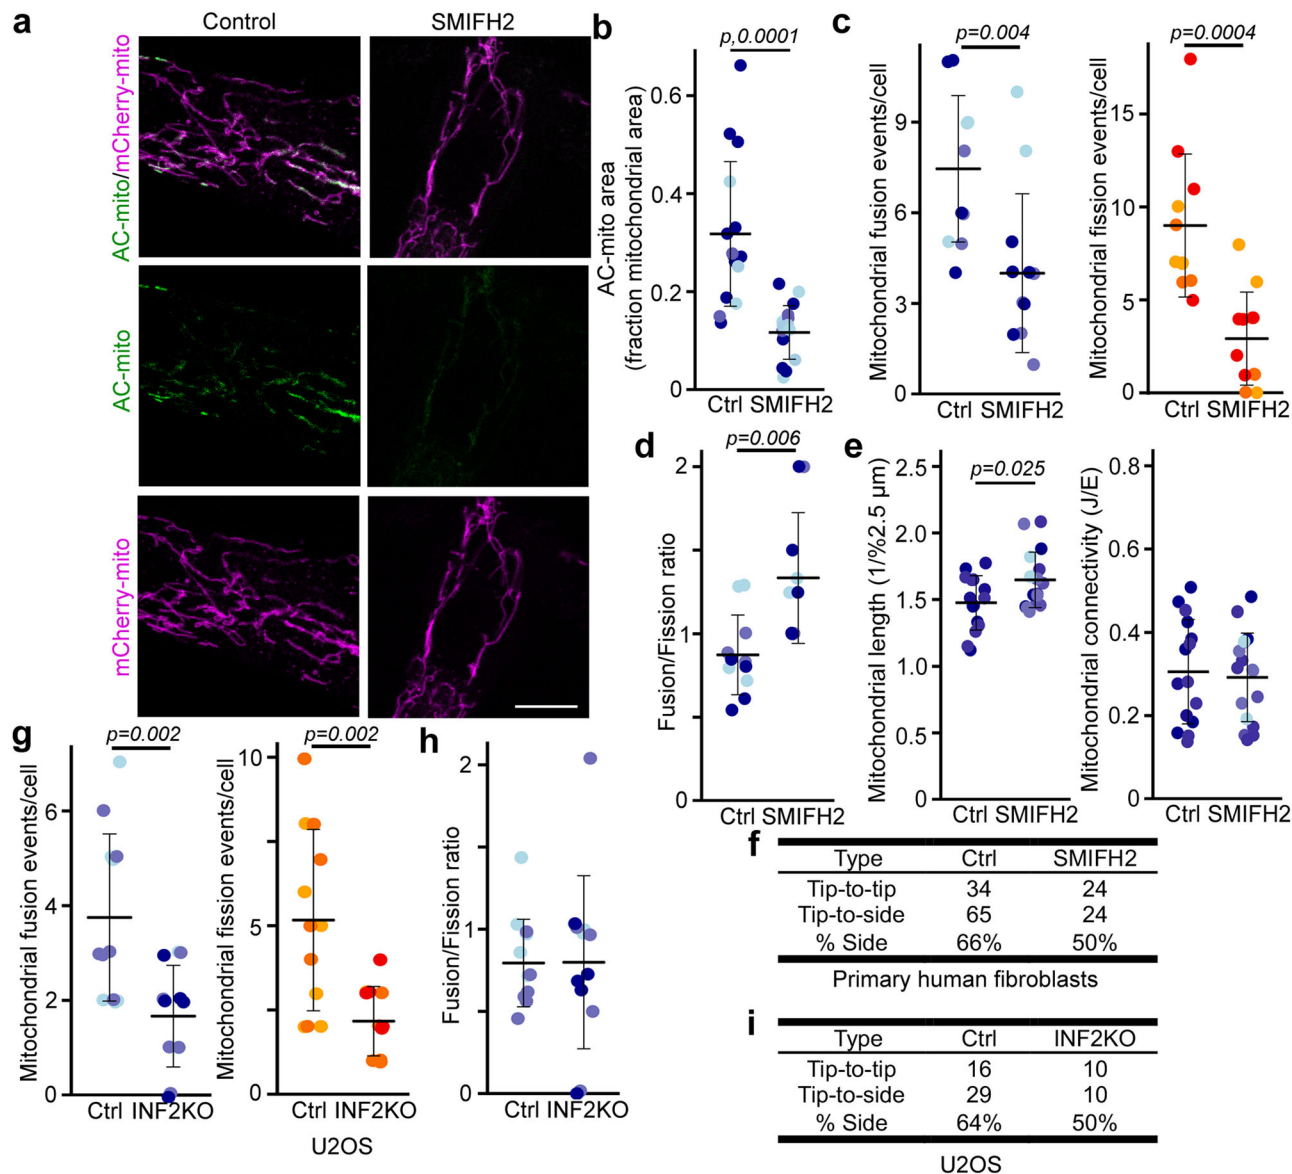 a
Control
SMIFH2
AC-mito/mCherry-mito
AC-mito
mCherry-mito
b
p,0.0001
AC-mito area
(fraction mitochondrial area)
0.6
0.4
0.2
0
Ctrl SMIFH2
c
p=0.004
Mitochondrial fusion events/cell
9
6
3
0
Ctrl SMIFH2
p=0.0004
Mitochondrial fission events/cell
15
10
5
0
Ctrl SMIFH2
d
p=0.006
Fusion/Fission ratio
2
1
0
Ctrl SMIFH2
e
p=0.025
Mitochondrial length (1/%2.5 µm)
2.5
2.0
1.5
1.0
0.5
0
Ctrl SMIFH2
Mitochondrial connectivity (J/E)
0.8
0.6
0.4
0.2
0
Ctrl SMIFH2
f
Type Ctrl SMIFH2
Tip-to-tip 34 24
Tip-to-side 65 24
% Side 66% 50%
Primary human fibroblasts
g
p=0.002
Mitochondrial fusion events/cell
6
4
2
0
Ctrl INF2KO
p=0.002
Mitochondrial fission events/cell
10
5
0
Ctrl INF2KO
U2OS
h
Fusion/Fission ratio
2
1
0
Ctrl INF2KO
i
Type Ctrl INF2KO
Tip-to-tip 16 10
Tip-to-side 29 10
% Side 64% 50%
U2OS